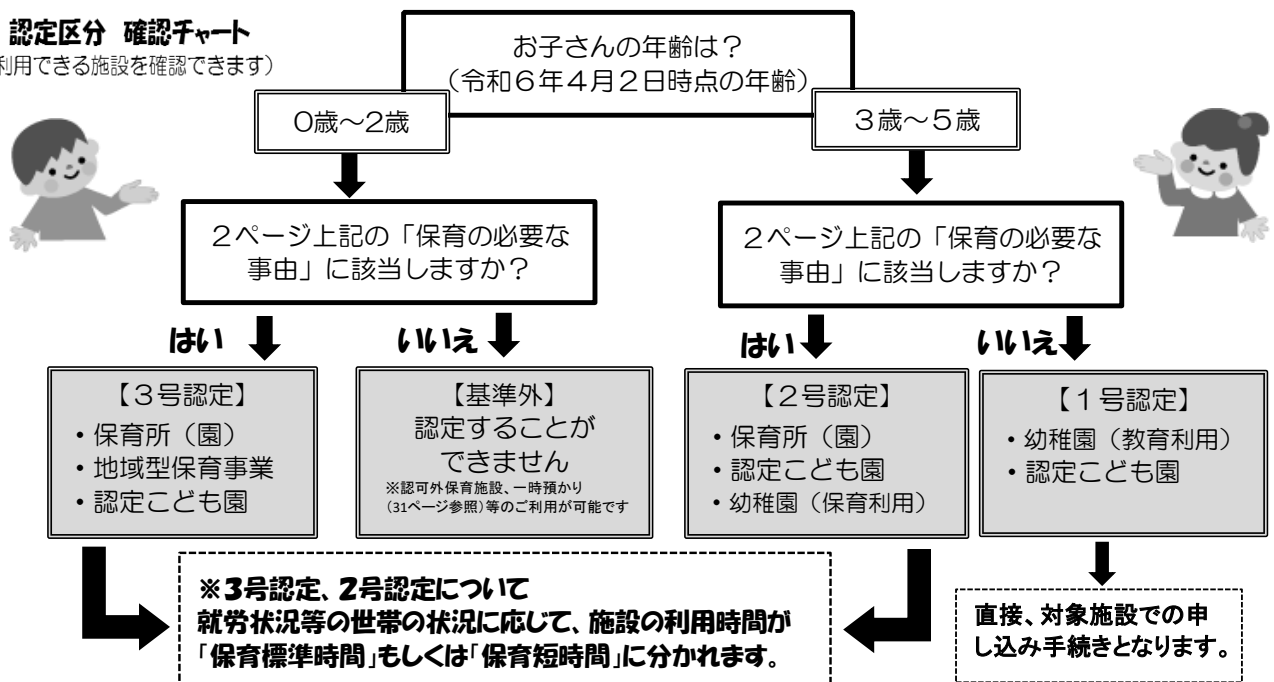 認定区分 確認チャート
利用できる施設を確認できます）
お子さんの年齢は？
（令和６年４月２日時点の年齢）
０歳～２歳
３歳～５歳
２ページ上記の「保育の必要な
事由」に該当しますか？
２ページ上記の「保育の必要な
事由」に該当しますか？
はい
いいえ
はい
いいえ
【３号認定】
・保育所（園）
・地域型保育事業
・認定こども園
【基準外】
認定することが
できません
※認可外保育施設、一時預かり
（31ページ参照）等のご利用が可能です
【２号認定】
・保育所（園）
・認定こども園
・幼稚園（保育利用）
【１号認定】
・幼稚園（教育利用）
・認定こども園
※３号認定、２号認定について
就労状況等の世帯の状況に応じて、施設の利用時間が
「保育標準時間」もしくは「保育短時間」に分かれます。
直接、対象施設での申
し込み手続きとなります。